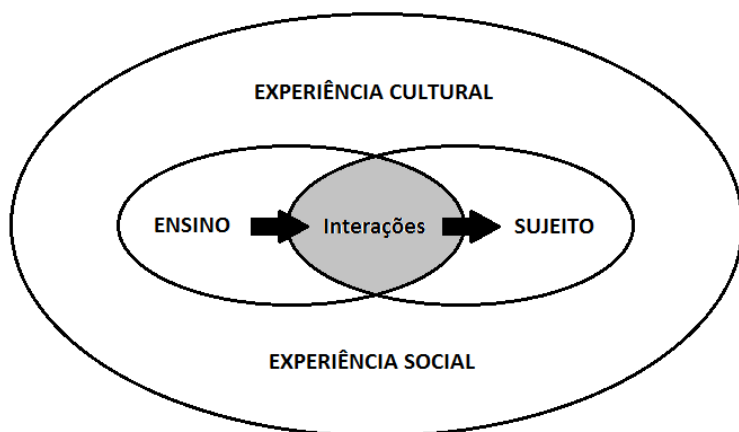 EXPERIÊNCIA CULTURAL
ENSINO
Interações
SUJEITO
EXPERIÊNCIA SOCIAL